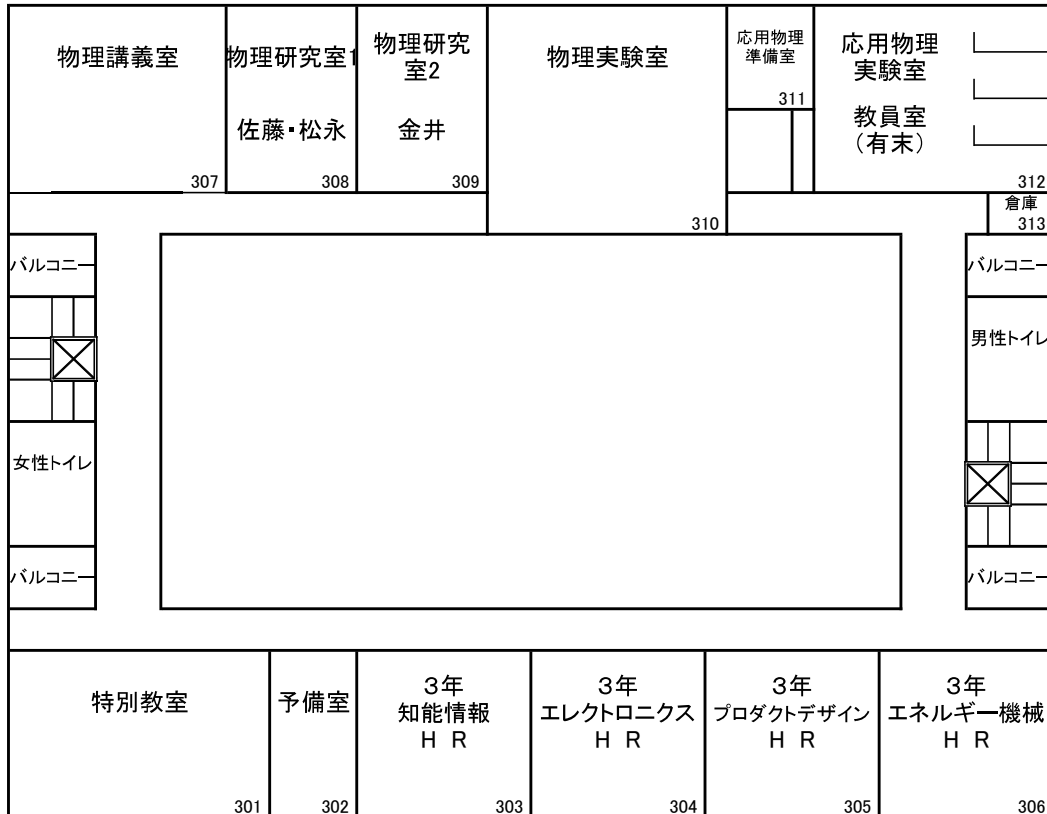 物理講義室
307
物理研究室1
佐藤・松永
308
物理研究
室2
金井
309
物理実験室
310
応用物理
準備室
311
応用物理
実験室
教員室
(有末)
312
倉庫
313
バルコニー
バルコニー
男性トイレ
女性トイレ
バルコニー
バルコニー
特別教室
301
予備室
302
3年
知能情報
H R
303
3年
エレクトロニクス
H R
304
3年
プロダクトデザイン
H R
305
3年
エネルギー機械
H R
306